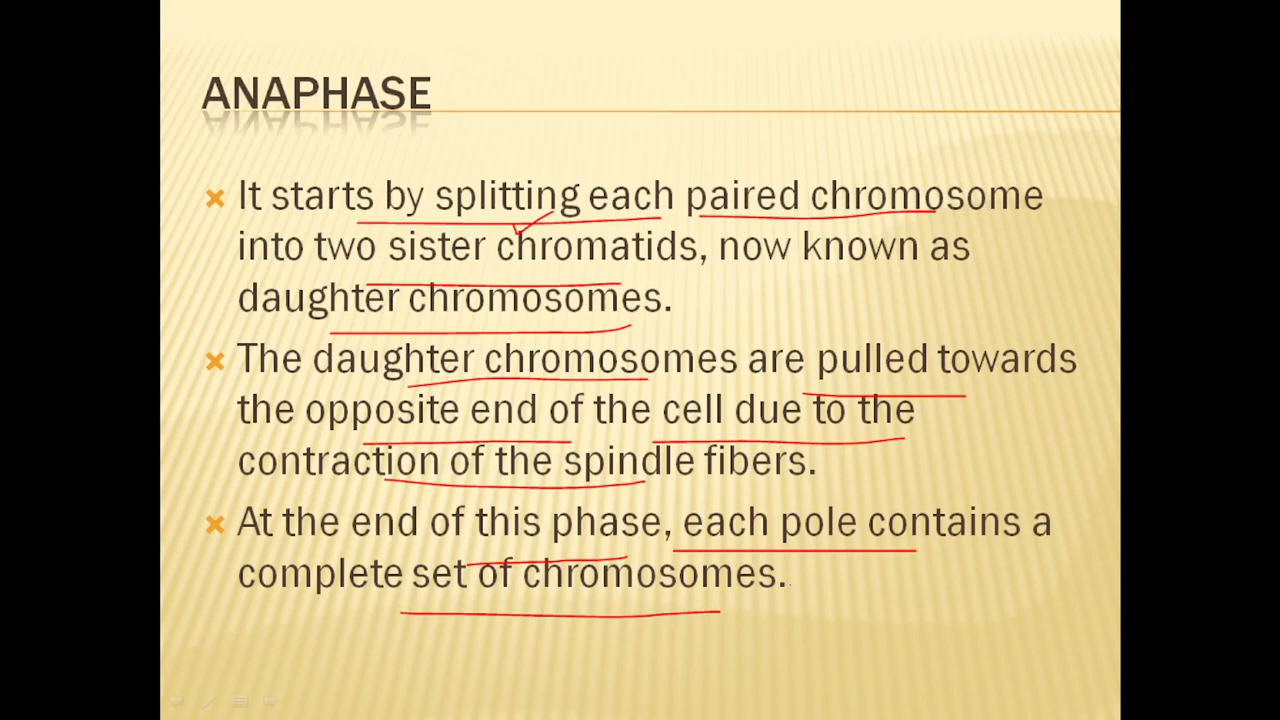 ANAPHASE
It starts by splitting each paired chromosome
into two sister chromatids, now known as
daughter chromosomes.
The daughter chromosomes are pulled towards
the opposite end of the cell due to the
contraction of the spindle fibers.
At the end of this phase, each pole contains a
complete set of chromosomes.